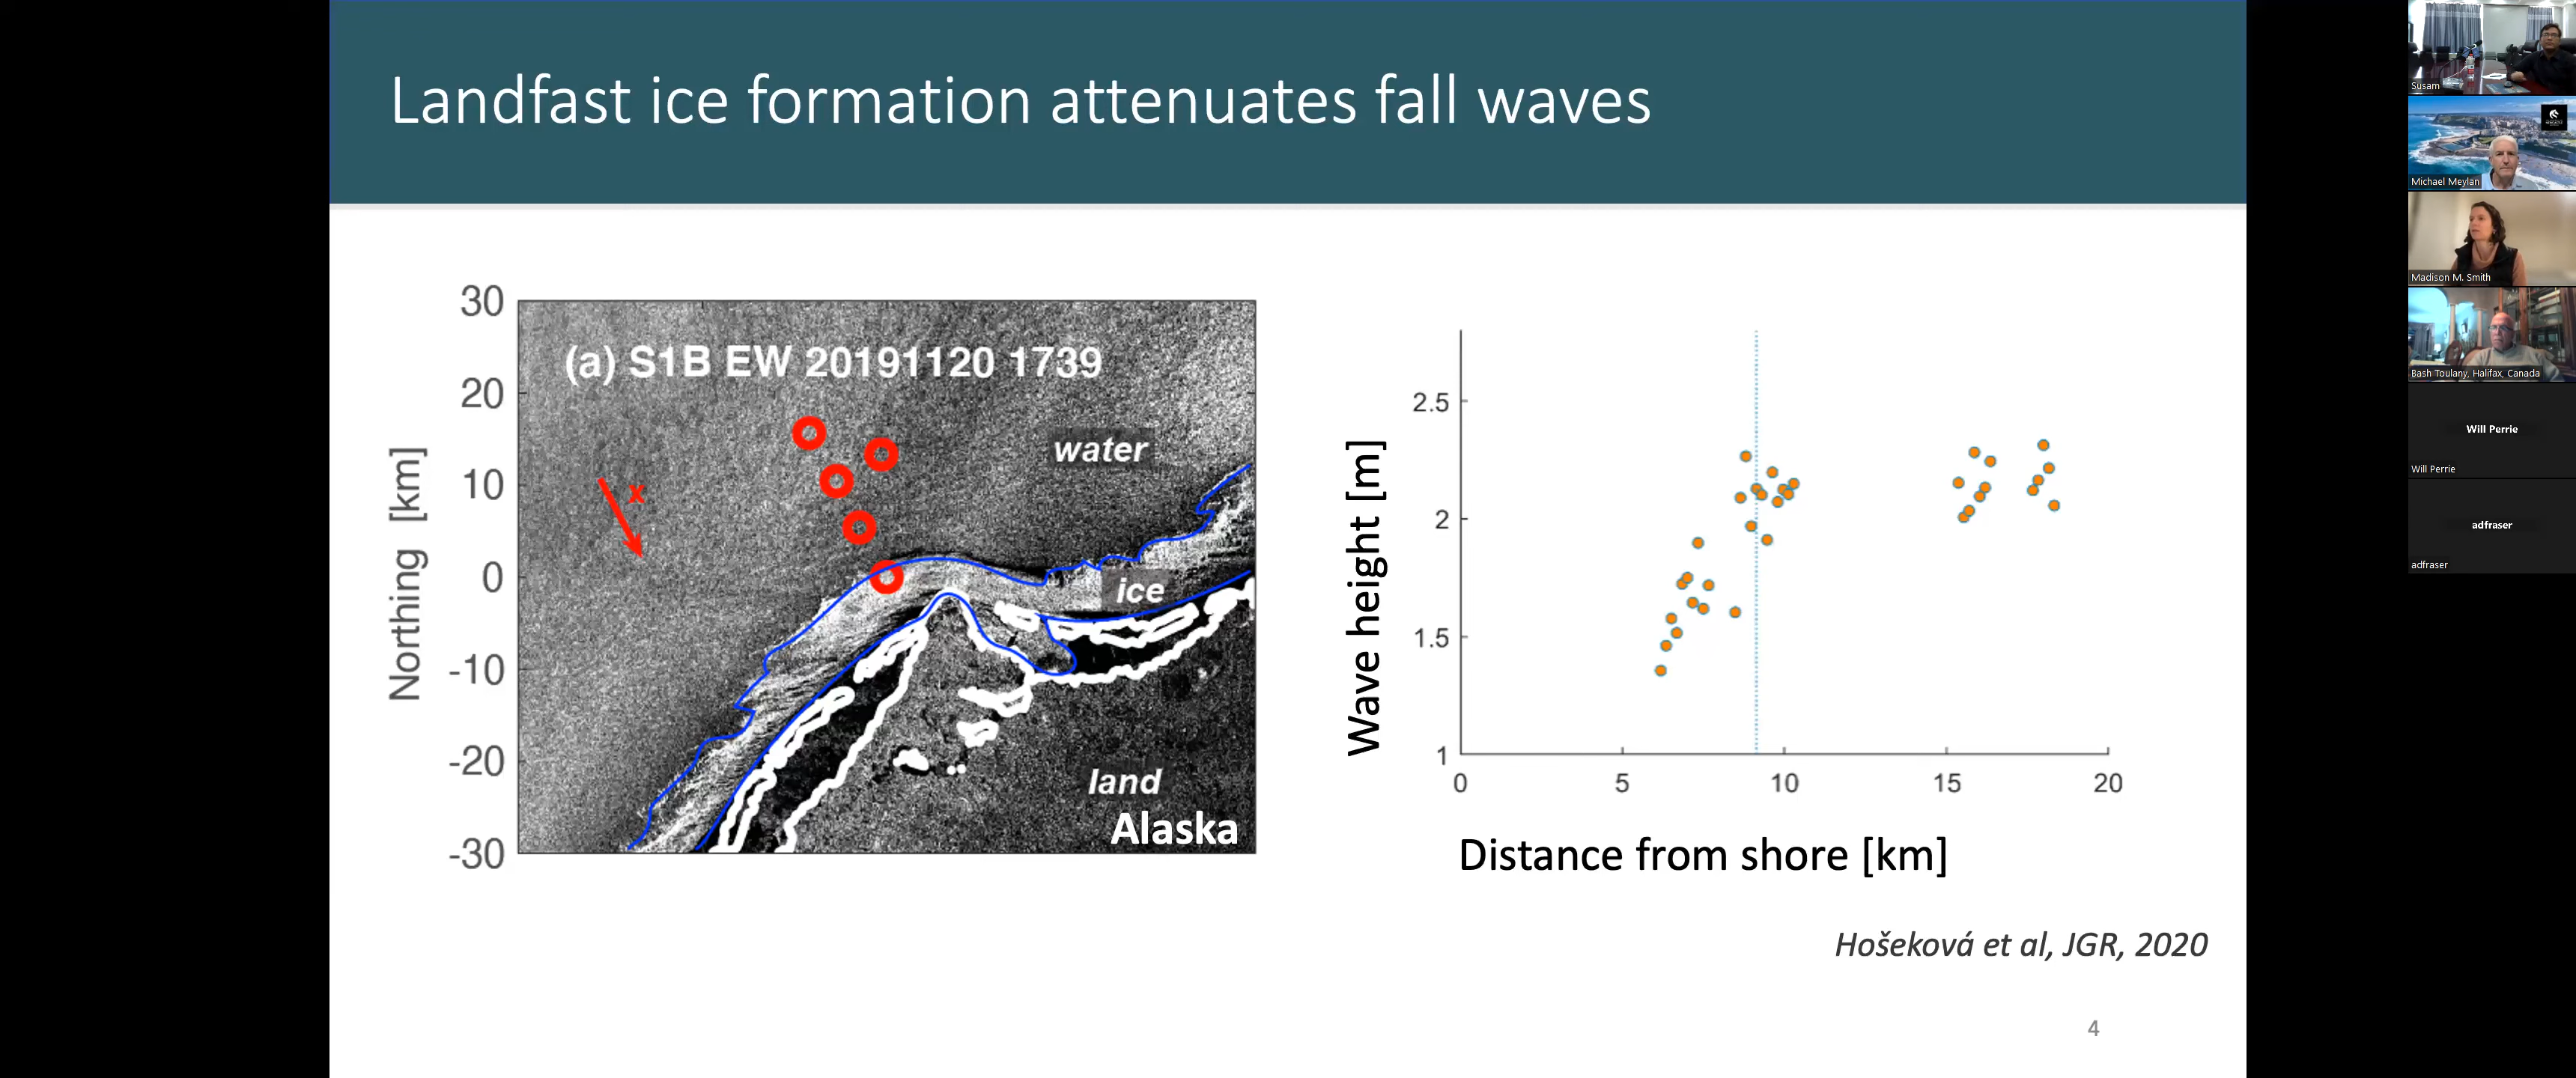 Landfast ice formation attenuates fall waves
30
20
10
0
-10
-20
-30
Northing [km]
(a) S1B EW 20191120 1739
x
water
ice
land
Alaska
2.5
2
1.5
1
Wave height [m]
0 5 10 15 20
Distance from shore [km]
Hošeková et al, JGR, 2020
4
Susam
Michael Meylan
Madison M. Smith
Bash Toulany, Halifax, Canada
Will Perrie
Will Perrie
adfraser
adfraser